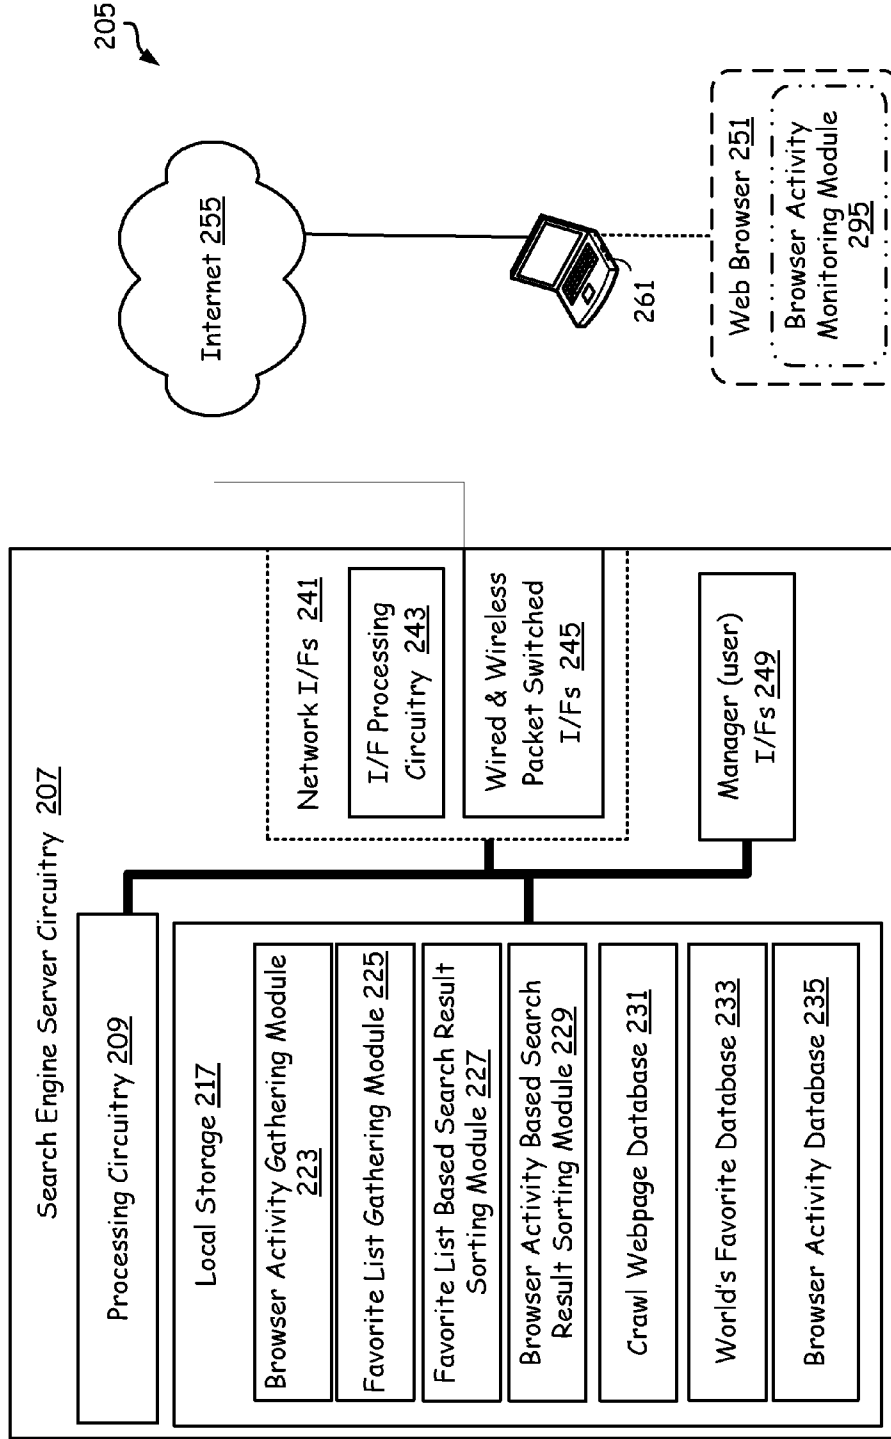 205
Search Engine Server Circuitry 207
Processing Circuitry 209
Local Storage 217
Browser Activity Gathering Module
223
Favorite List Gathering Module 225
Favorite List Based Search Result
Sorting Module 227
Browser Activity Based Search
Result Sorting Module 229
Crawl Webpage Database 231
World's Favorite Database 233
Browser Activity Database 235
Network I/Fs 241
I/F Processing
Circuitry 243
Wired & Wireless
Packet Switched
I/Fs 245
Manager (user)
I/Fs 249
Internet 255
261
Web Browser 251
Browser Activity
Monitoring Module
295